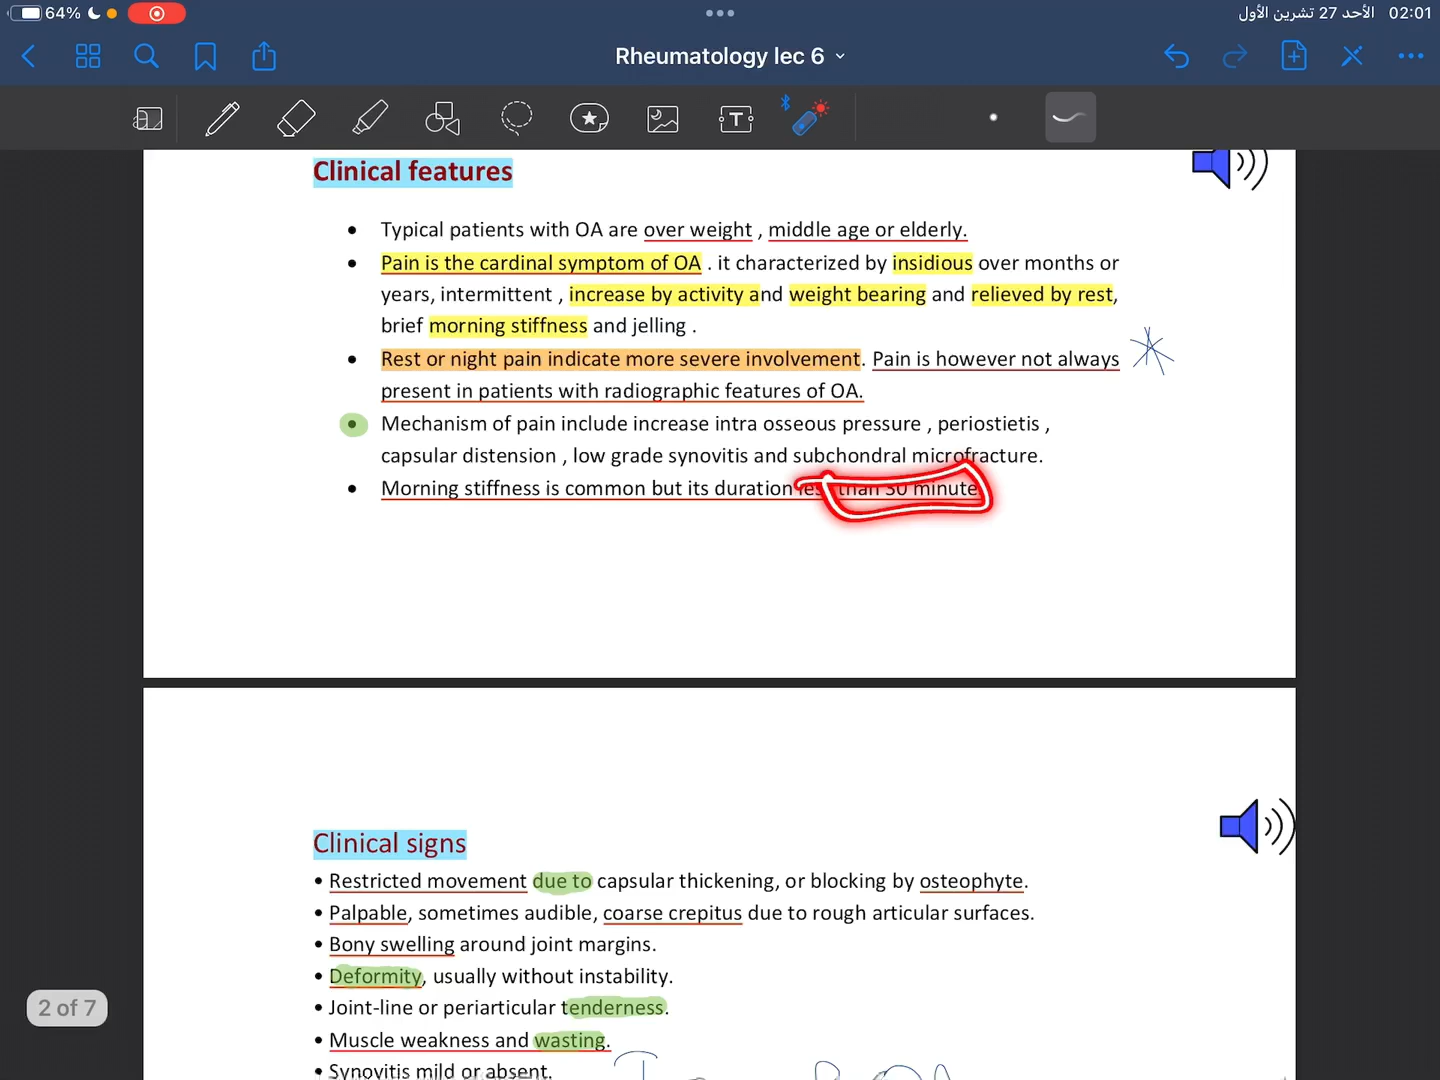 64%
الأحد 27 تشرين الأول 02:01
Rheumatology lec 6
T
Clinical features
• Typical patients with OA are over weight , middle age or elderly.
• Pain is the cardinal symptom of OA . it characterized by insidious over months or
years, intermittent , increase by activity and weight bearing and relieved by rest,
brief morning stiffness and jelling .
• Rest or night pain indicate more severe involvement. Pain is however not always
present in patients with radiographic features of OA.
• Mechanism of pain include increase intra osseous pressure , periostietis ,
capsular distension , low grade synovitis and subchondral microfracture.
• Morning stiffness is common but its duration less than 30 minute
Clinical signs
• Restricted movement due to capsular thickening, or blocking by osteophyte.
• Palpable, sometimes audible, coarse crepitus due to rough articular surfaces.
• Bony swelling around joint margins.
• Deformity, usually without instability.
• Joint-line or periarticular tenderness.
• Muscle weakness and wasting.
• Synovitis mild or absent.
2 of 7